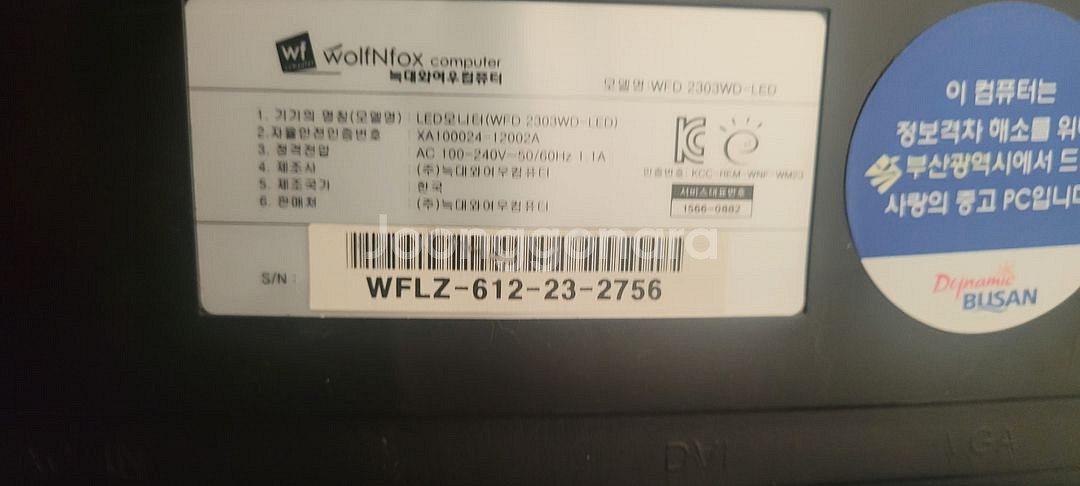 wf
computer
wolfNfox computer
늑대와여우컴퓨터
모델명:WFD 2303WD-LED
1. 기기의 명칭(모델명) : LED모니터(WFD 2303WD-LED)
2.자율안전인증번호 : XA100024-12002A
3. 정격전압 : AC 100-240V~50/60Hz 1.1A
4. 제조사 : (주)늑대와여우컴퓨터
5. 제조국가 : 한국
6. 판매처 : (주)늑대와여우컴퓨터
인증번호: KCC-REM-WNF-WM23
서비스대표번호
1566-0882
Joonggonara
S/N :
WFLZ-612-23-2756
이 컴퓨터는
정보격차 해소를 위
부산광역시에서 드
사랑의 중고 PC입니
Dynamic
BUSAN
DVI
VGA